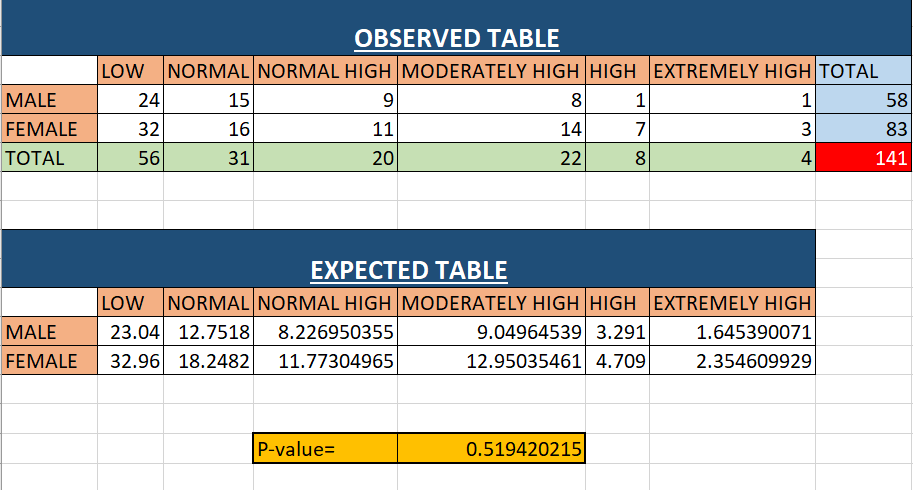 OBSERVED TABLE
LOW NORMAL NORMAL HIGH MODERATELY HIGH HIGH EXTREMELY HIGH TOTAL
MALE 24 15 9 8 1 1 58
FEMALE 32 16 11 14 7 3 83
TOTAL 56 31 20 22 8 4 141
EXPECTED TABLE
LOW NORMAL NORMAL HIGH MODERATELY HIGH HIGH EXTREMELY HIGH
MALE 23.04 12.7518 8.226950355 9.04964539 3.291 1.645390071
FEMALE 32.96 18.2482 11.77304965 12.95035461 4.709 2.354609929
P-value= 0.519420215